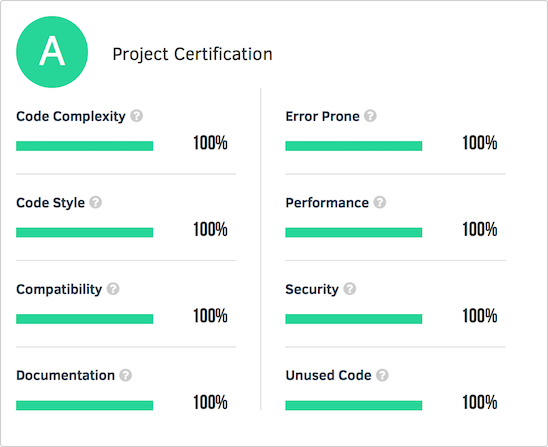 A
Project Certification
Code Complexity ?
100%
Error Prone ?
100%
Code Style ?
100%
Performance ?
100%
Compatibility ?
100%
Security ?
100%
Documentation ?
100%
Unused Code ?
100%